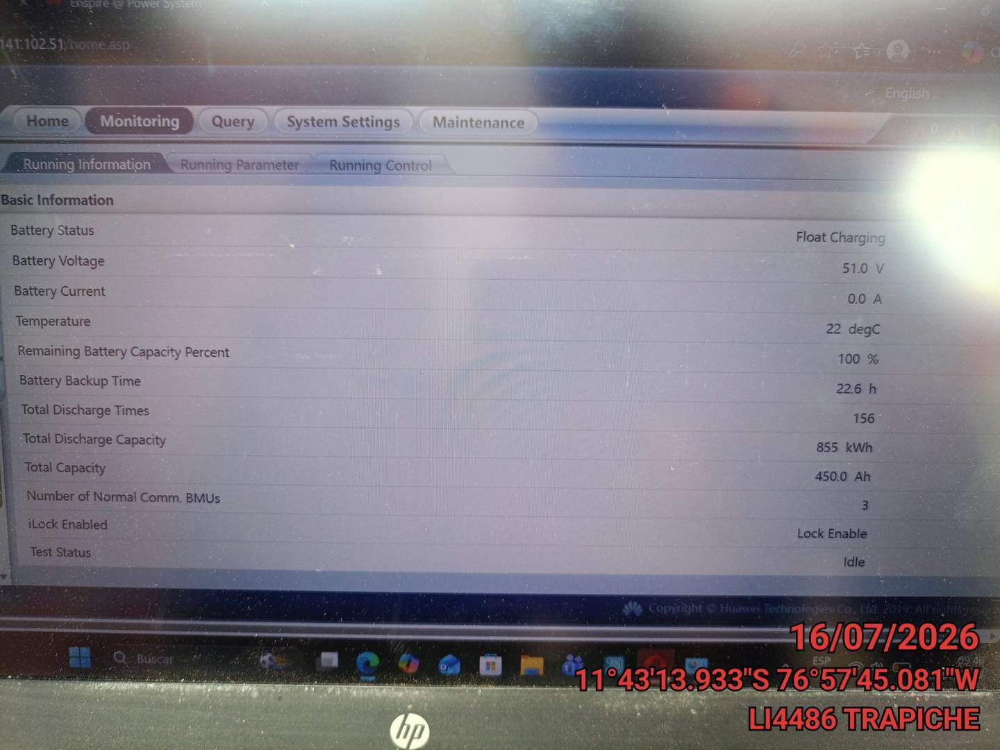 Enspire @ Power System
141.102.51/home.asp
English
Home Monitoring Query System Settings Maintenance
Running Information Running Parameter Running Control
Basic Information
Battery Status Float Charging
Battery Voltage 51.0 V
Battery Current 0.0 A
Temperature 22 degC
Remaining Battery Capacity Percent 100 %
Battery Backup Time 22.6 h
Total Discharge Times 156
Total Discharge Capacity 855 kWh
Total Capacity 450.0 Ah
Number of Normal Comm. BMUs 3
iLock Enabled Lock Enable
Test Status Idle
Copyright © Huawei Technologies Co., Ltd. 2019. All rights
Buscar
ESP
16/07/2026
11°43'13.933"S 76°57'45.081"W
LI4486 TRAPICHE
hp